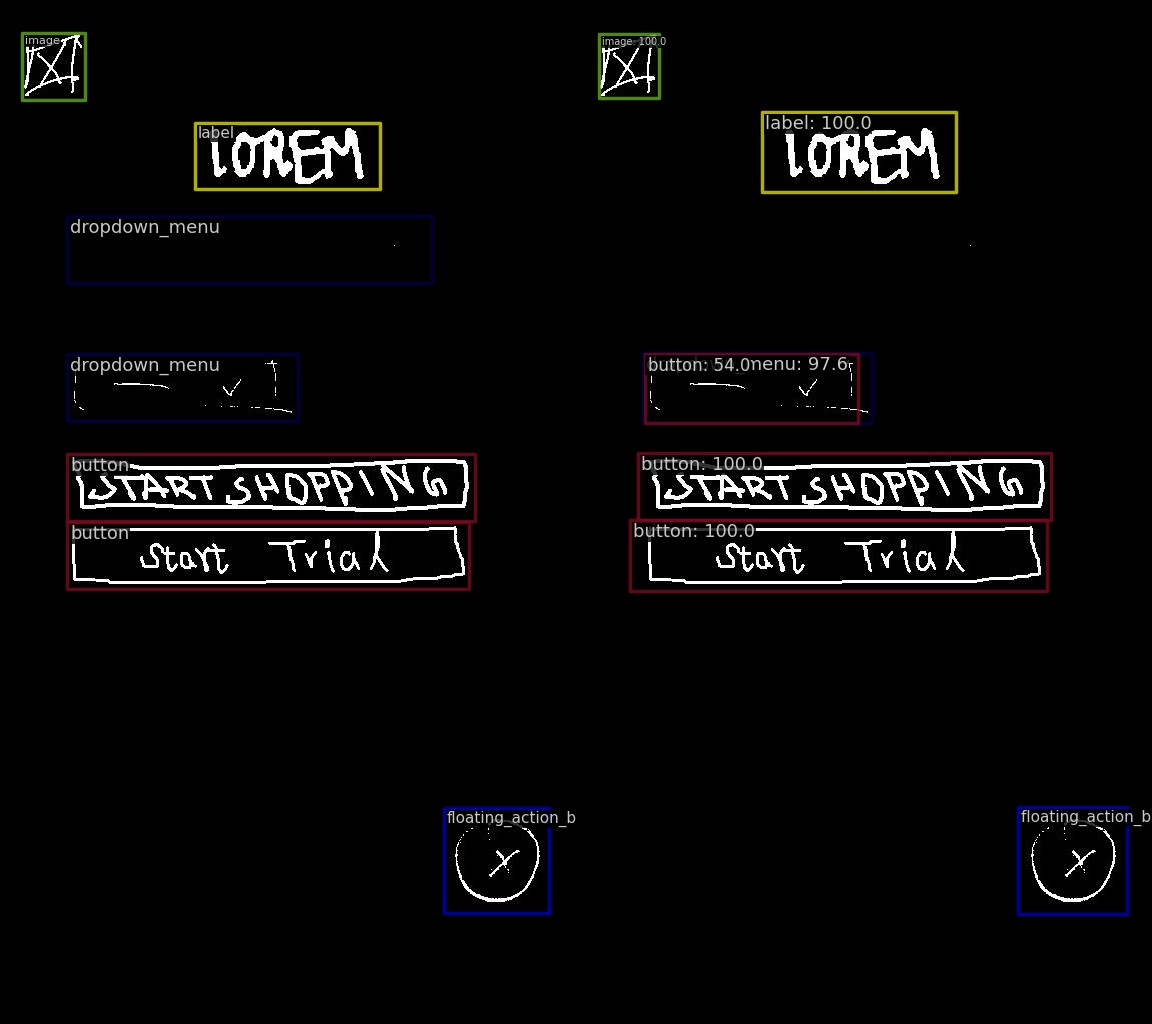 image image: 100.0
label label: 100.0
lOREM lOREM
dropdown_menu
dropdown_menu button: 54.0 menu: 97.6
button button: 100.0
START SHOPPING START SHOPPING
button button: 100.0
Start Trial Start Trial
floating_action_b floating_action_b